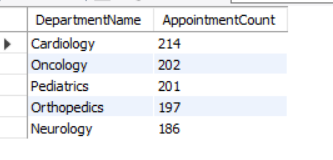 DepartmentName AppointmentCount
Cardiology 214
Oncology 202
Pediatrics 201
Orthopedics 197
Neurology 186